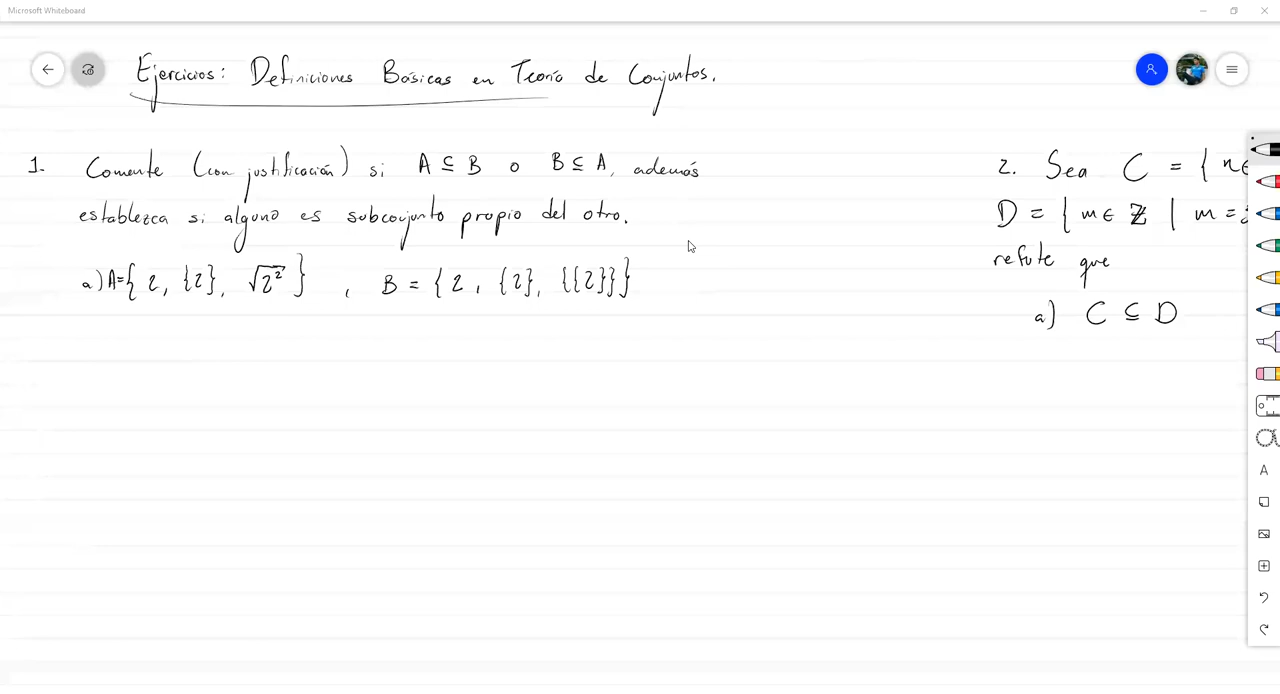 Microsoft Whiteboard
Ejercicios: Definiciones Básicas en Teoría de Conjuntos.
1. Comente (con justificación) si A ⊆ B o B ⊆ A, además
establezca si alguno es subconjunto propio del otro.
a) A={ 2, {2}, √2² } , B = { 2, {2}, {{2}} }
2. Sea C = { n ∈
D = { m ∈ ℤ | m =
refute que
a) C ⊆ D
A